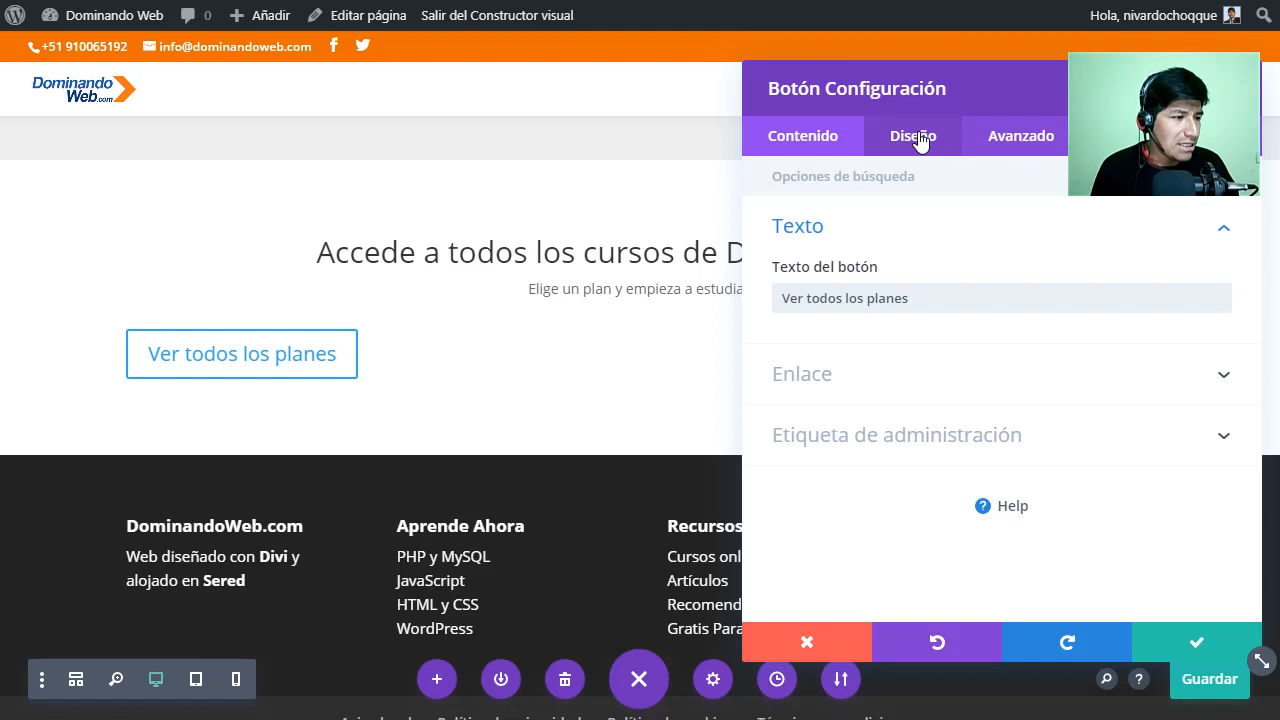 Dominando Web
0
Añadir
Editar página
Salir del Constructor visual
Hola, nivardochoqque
+51 910065192
info@dominandoweb.com
Dominando
Web.com
Botón Configuración
Contenido
Diseño
Avanzado
Opciones de búsqueda
Texto
Texto del botón
Ver todos los planes
Enlace
Etiqueta de administración
? Help
Accede a todos los cursos de D
Elige un plan y empieza a estudia
Ver todos los planes
DominandoWeb.com
Web diseñado con Divi y
alojado en Sered
Aprende Ahora
PHP y MySQL
JavaScript
HTML y CSS
WordPress
Recursos
Cursos onl
Artículos
Recomend
Gratis Para
?
Guardar